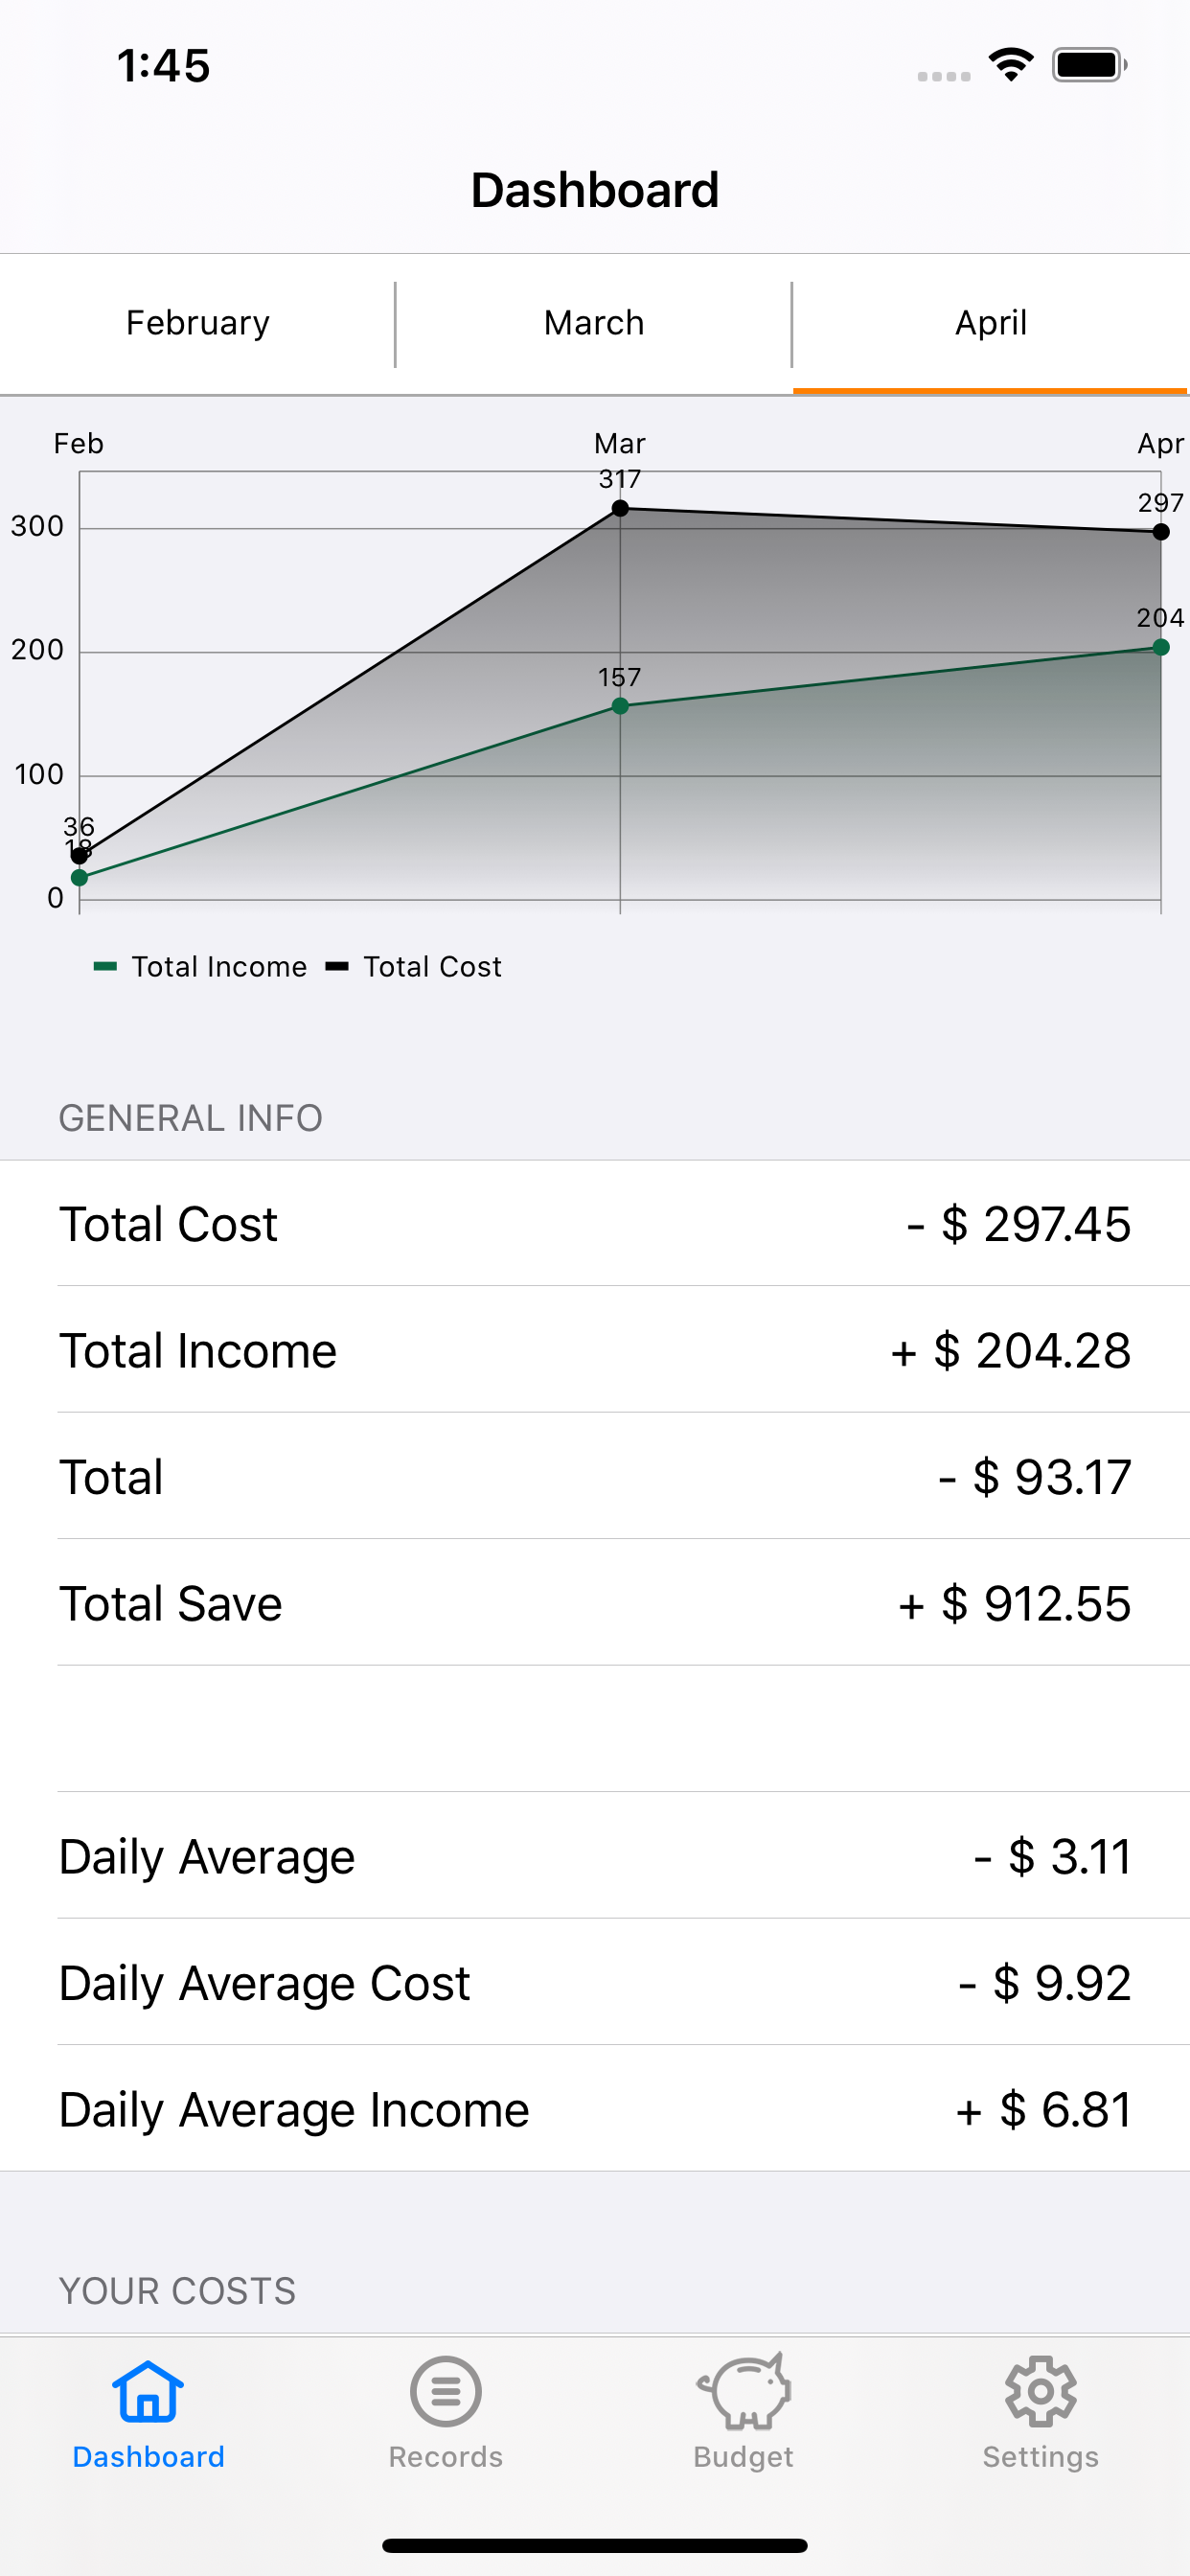 1:45
Dashboard
February March April
Feb Mar Apr
317
297
300
204
200
157
100
36
18
0
Total Income Total Cost
GENERAL INFO
Total Cost - $ 297.45
Total Income + $ 204.28
Total - $ 93.17
Total Save + $ 912.55
Daily Average - $ 3.11
Daily Average Cost - $ 9.92
Daily Average Income + $ 6.81
YOUR COSTS
Dashboard Records Budget Settings